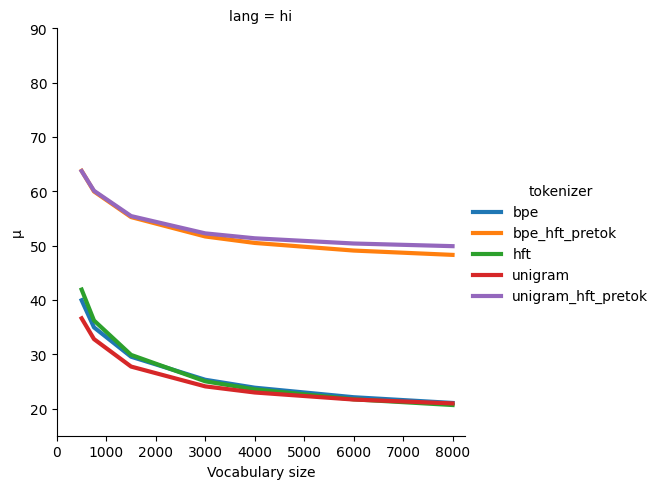 lang = hi
90
80
70
60
50
40
30
20
μ
0 1000 2000 3000 4000 5000 6000 7000 8000
Vocabulary size
tokenizer
bpe
bpe_hft_pretok
hft
unigram
unigram_hft_pretok